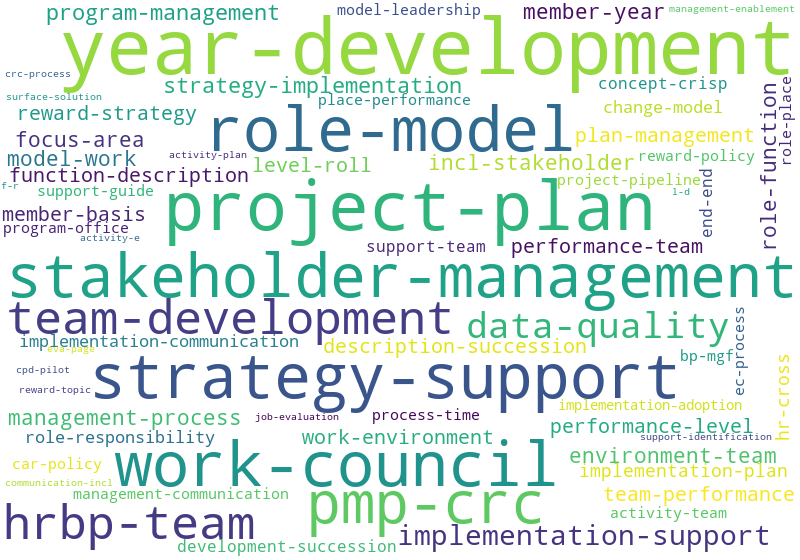 program-management
model-leadership
member-year
management-enablement
year-development
crc-process
strategy-implementation
concept-crisp
role-place
surface-solution
place-performance
reward-strategy
change-model
role-model
focus-area
plan-management
role-function
model-work
activity-plan
level-roll
incl-stakeholder
reward-policy
function-description
project-pipeline
f-r
support-guide
project-plan
l-d
end-end
member-basis
program-office
activity-e
support-team
performance-team
stakeholder-management
team-development
data-quality
ec-process
implementation-communication
eva-page
description-succession
bp-mgf
hr-cross
cpd-pilot
strategy-support
reward-topic
management-process
job-evaluation
process-time
implementation-adoption
performance-level
role-responsibility
work-environment
support-identification
work-council
environment-team
car-policy
implementation-plan
communication-incl
management-communication
pmp-crc
team-performance
hrbp-team
activity-team
implementation-support
development-succession